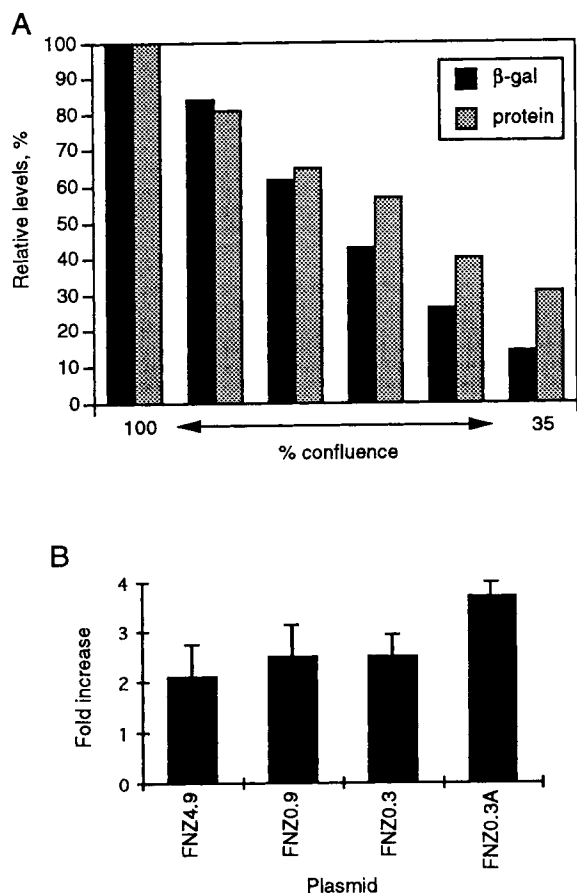 A
Relative levels, %
100
90
80
70
60
50
40
30
20
10
0
β-gal
protein
100
35
% confluence
B
Fold increase
4
3
2
1
0
FNZ4.9
FNZ0.9
FNZ0.3
FNZ0.3A
Plasmid